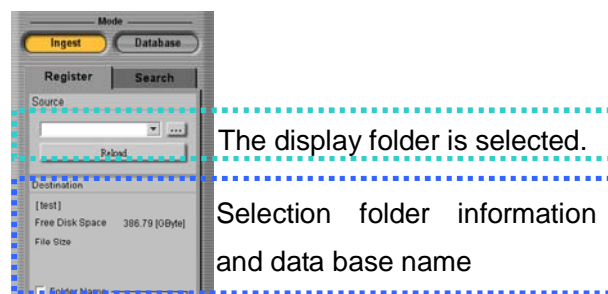 Mode
Ingest Database
Register Search
Source
...
Reload
The display folder is selected.
Destination
[test]
Free Disk Space 386.79 [GByte]
File Size
Selection folder information
and data base name
Folder Name